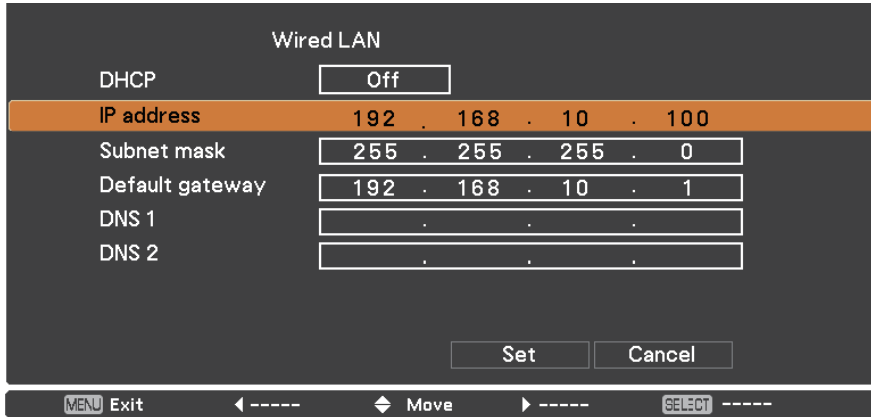 Wired LAN
DHCP Off
IP address 192 . 168 . 10 . 100
Subnet mask 255 . 255 . 255 . 0
Default gateway 192 . 168 . 10 . 1
DNS 1 . . .
DNS 2 . . .
Set Cancel
MENU Exit ◀ ----- ◆ Move ▶ ----- SELECT -----